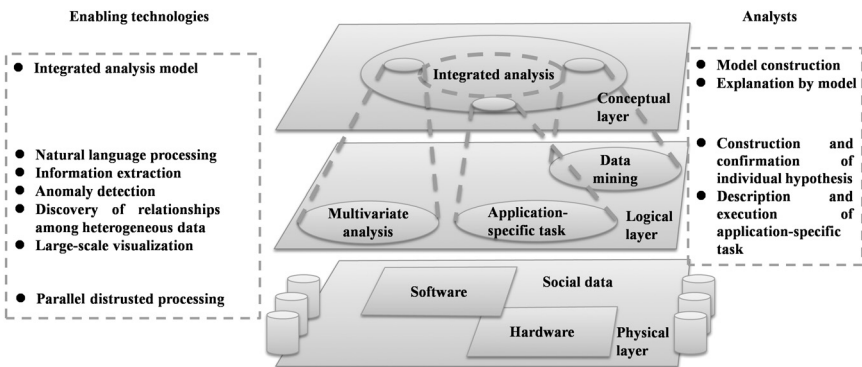 Enabling technologies
Integrated analysis model
Natural language processing
Information extraction
Anomaly detection
Discovery of relationships
among heterogeneous data
Large-scale visualization
Parallel distrusted processing
Integrated analysis
Conceptual
layer
Data
mining
Multivariate
analysis
Application-
specific task
Logical
layer
Social data
Software
Hardware
Physical
layer
Analysts
Model construction
Explanation by model
Construction and
confirmation of
individual hypothesis
Description and
execution of
application-specific
task